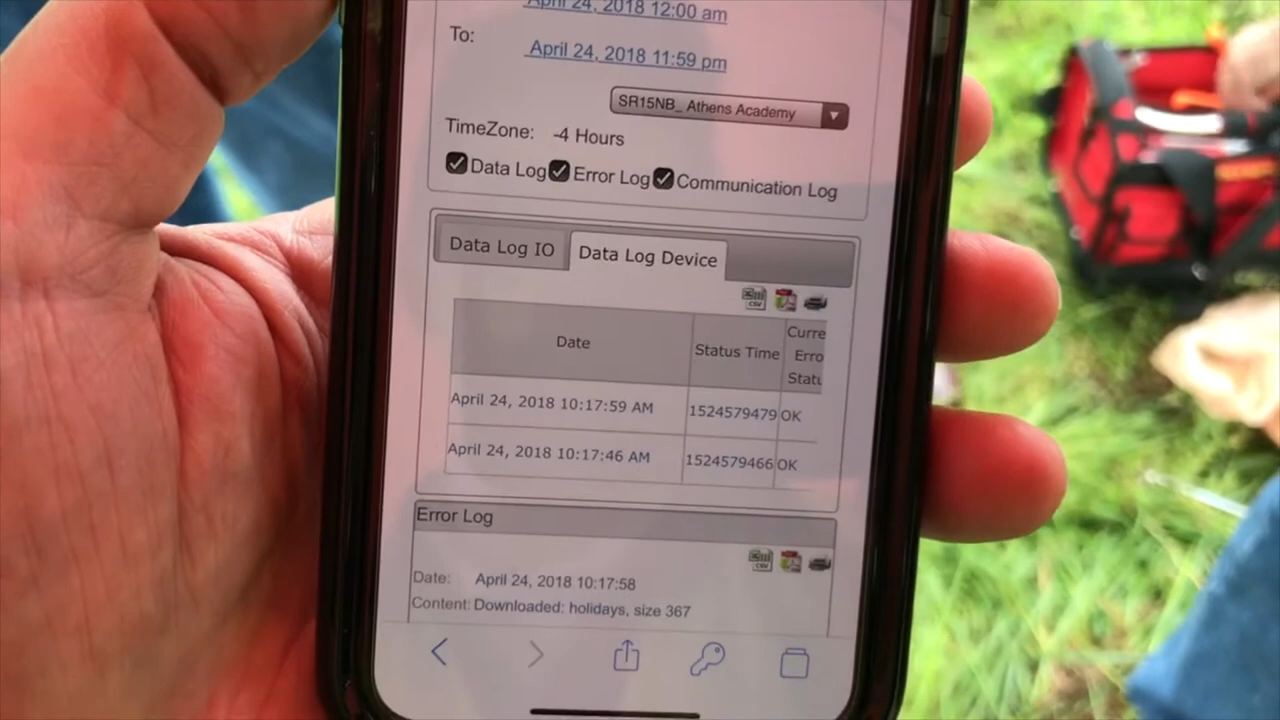 April 24, 2018 12:00 am
To:
April 24, 2018 11:59 pm
SR15NB_ Athens Academy
TimeZone: -4 Hours
Data Log Error Log Communication Log
Data Log IO Data Log Device
CSV
Date Status Time Curre
Erro
Statu
April 24, 2018 10:17:59 AM 1524579479 OK
April 24, 2018 10:17:46 AM 1524579466 OK
Error Log
CSV
Date: April 24, 2018 10:17:58
Content: Downloaded: holidays, size 367